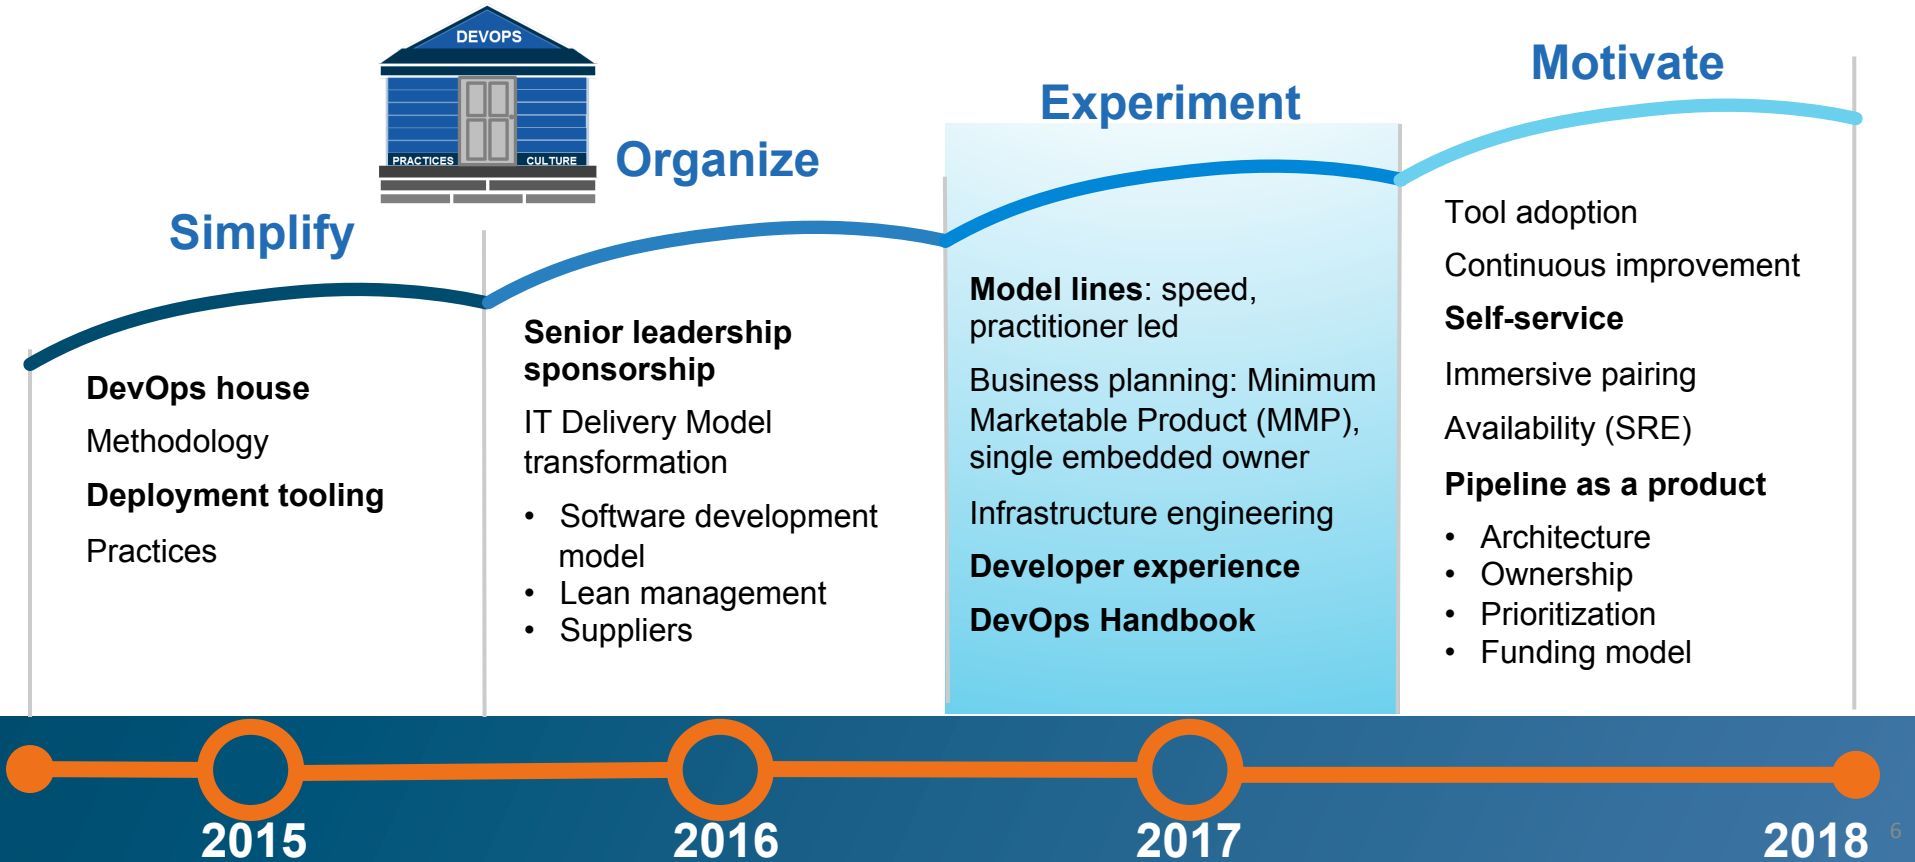 DEVOPS
PRACTICES
CULTURE
Simplify
DevOps house
Methodology
Deployment tooling
Practices
Organize
Senior leadership
sponsorship
IT Delivery Model
transformation
• Software development
model
• Lean management
• Suppliers
Experiment
Model lines: speed,
practitioner led
Business planning: Minimum
Marketable Product (MMP),
single embedded owner
Infrastructure engineering
Developer experience
DevOps Handbook
Motivate
Tool adoption
Continuous improvement
Self-service
Immersive pairing
Availability (SRE)
Pipeline as a product
• Architecture
• Ownership
• Prioritization
• Funding model
2015
2016
2017
2018
6